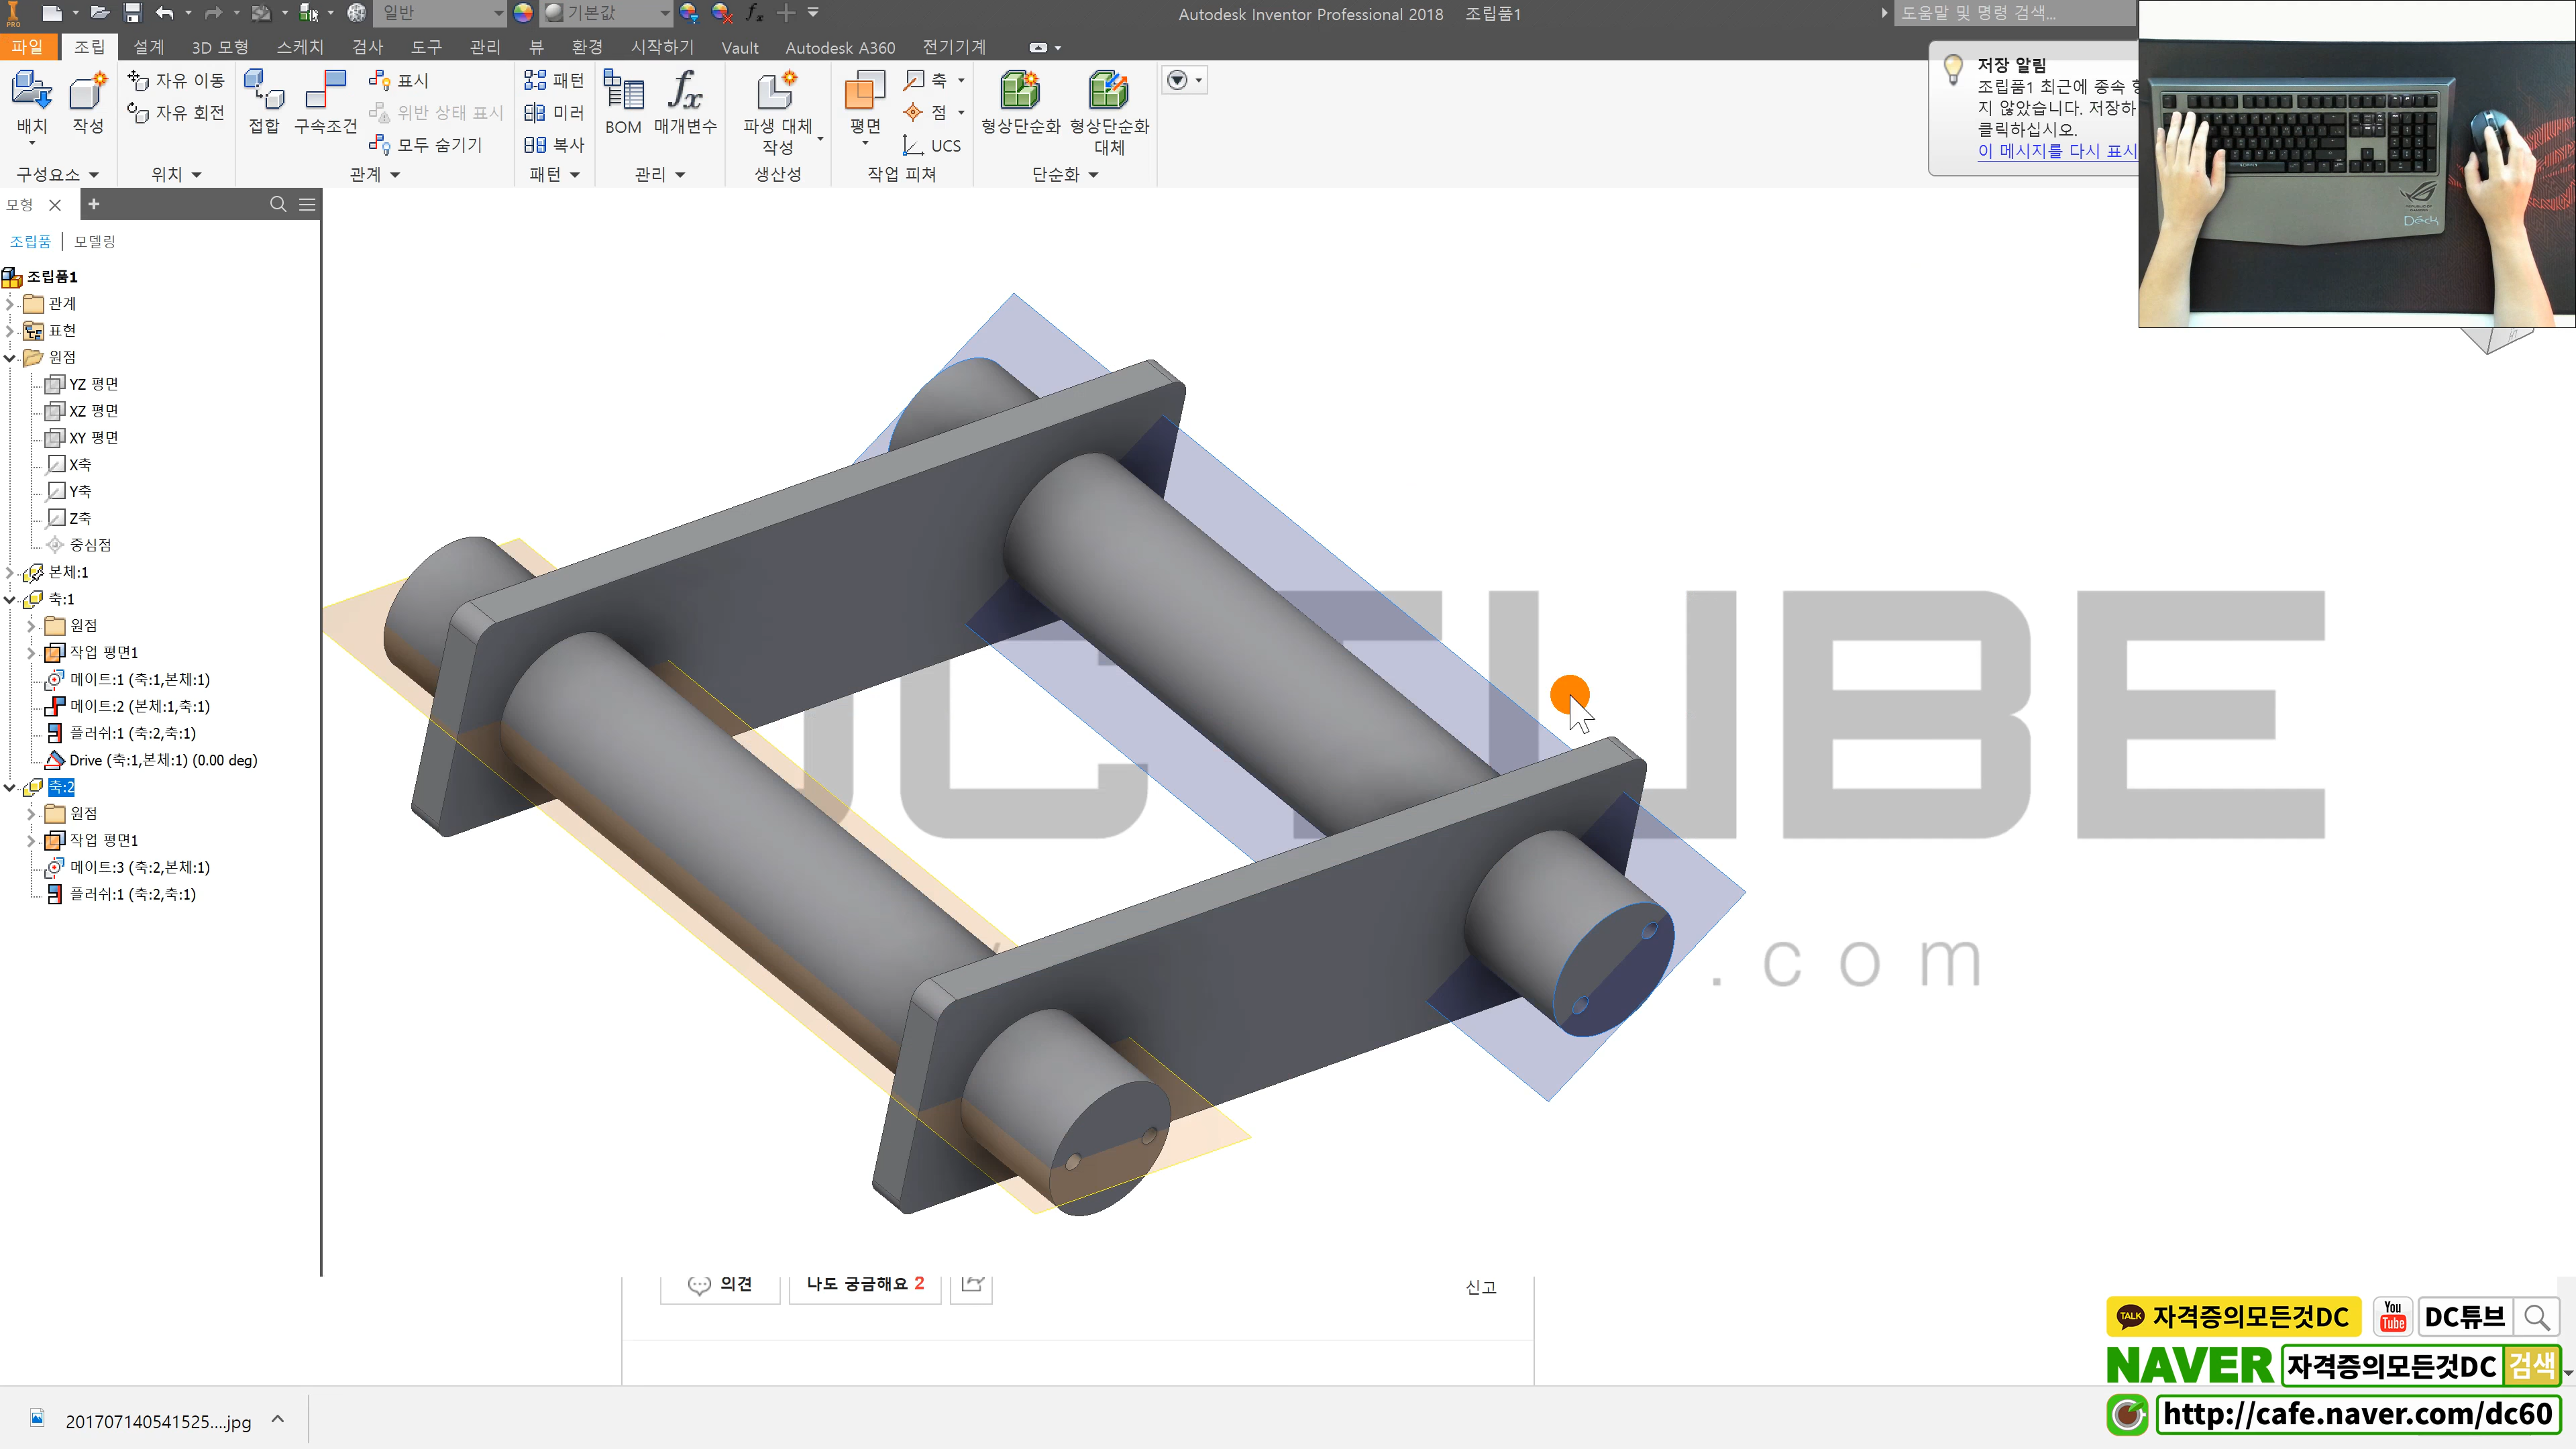 PRO
일반
기본값
Autodesk Inventor Professional 2018 조립품1
도움말 및 명령 검색...
파일 조립 설계 3D 모형 스케치 검사 도구 관리 뷰 환경 시작하기 Vault Autodesk A360 전기기계
배치
작성
구성요소
자유 이동
자유 회전
위치
접합
구속조건
표시
위반 상태 표시
모두 숨기기
관계
패턴
미러
복사
패턴
BOM
매개변수
관리
파생 대체
작성
생산성
평면
축
점
UCS
작업 피쳐
형상단순화
형상단순화
대체
단순화
저장 알림
조립품1 최근에 종속
지 않았습니다. 저장하
클릭하십시오.
이 메시지를 다시 표시
Deck
모형
조립품 | 모델링
조립품1
관계
표현
원점
YZ 평면
XZ 평면
XY 평면
X축
Y축
Z축
중심점
본체:1
축:1
원점
작업 평면1
메이트:1 (축:1,본체:1)
메이트:2 (본체:1,축:1)
플러쉬:1 (축:2,축:1)
Drive (축:1,본체:1) (0.00 deg)
축:2
원점
작업 평면1
메이트:3 (축:2,본체:1)
플러쉬:1 (축:2,축:1)
DC TUBE
.com
의견
나도 궁금해요 2
신고
TALK 자격증의모든것DC
You Tube DC튜브
NAVER 자격증의모든것DC 검색
http://cafe.naver.com/dc60
201707140541525....jpg